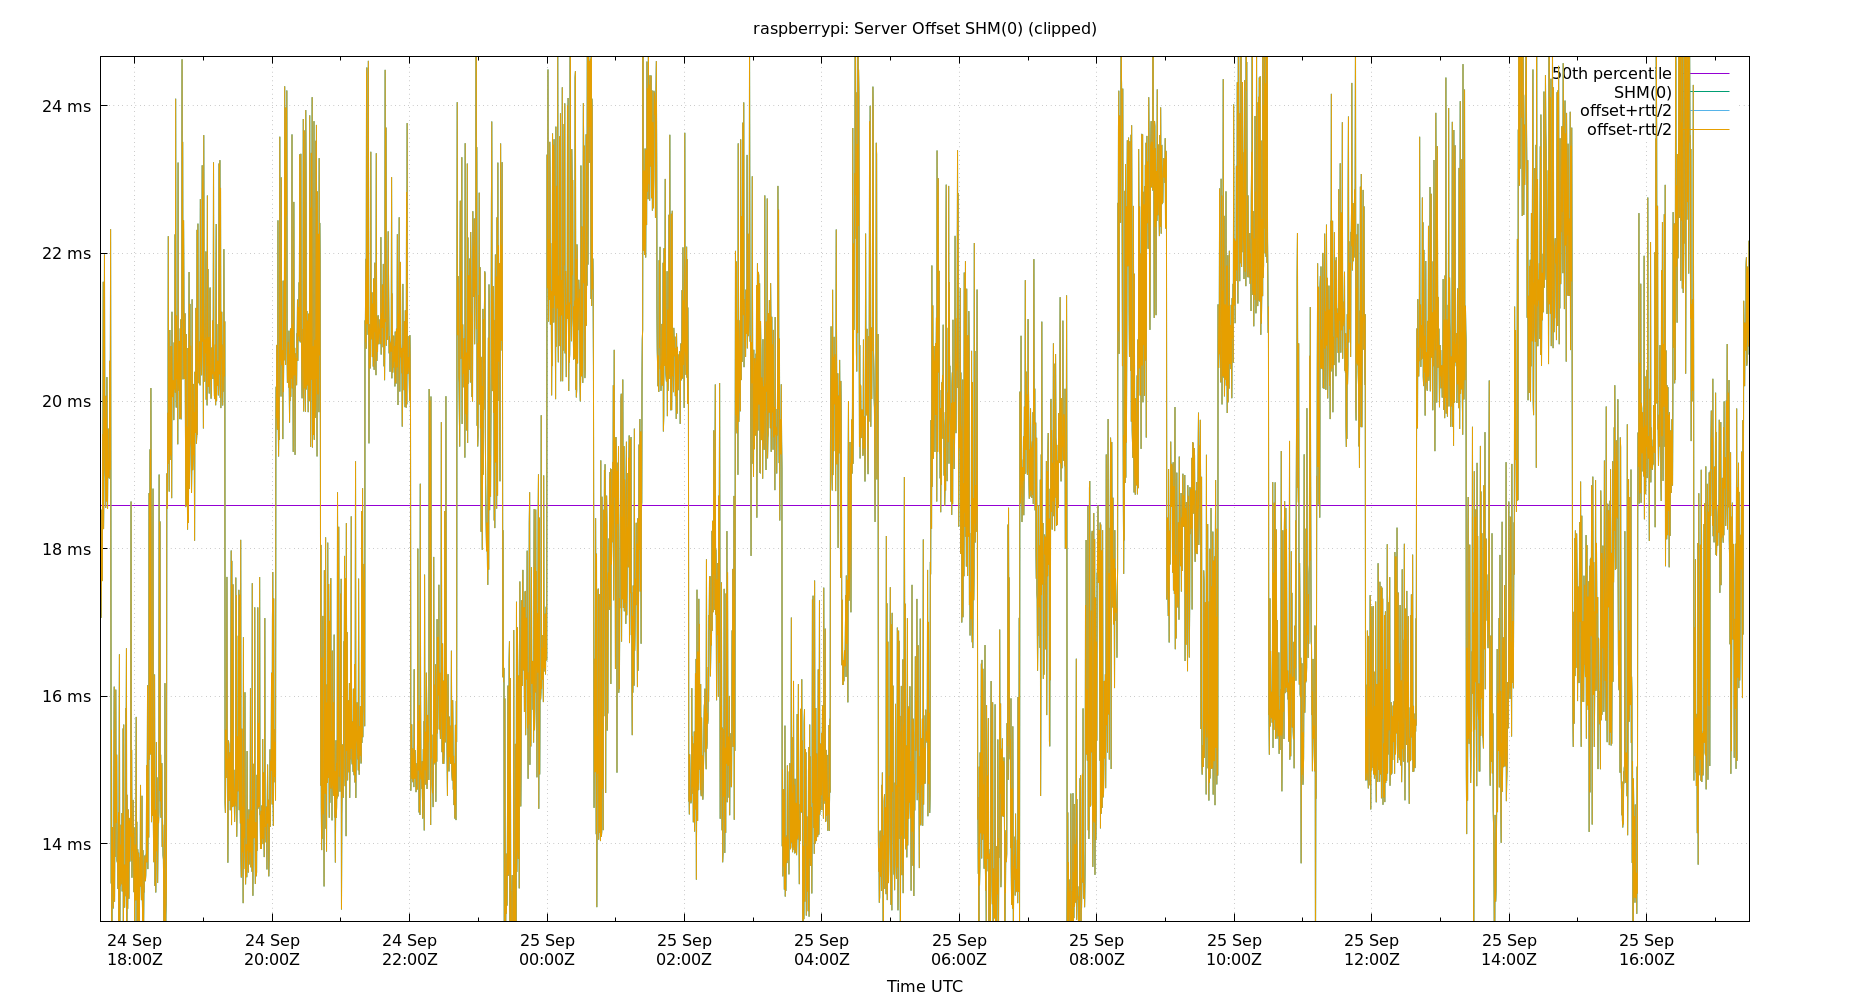 raspberrypi: Server Offset SHM(0) (clipped)
50th percentile
SHM(0)
offset+rtt/2
offset-rtt/2
24 ms
22 ms
20 ms
18 ms
16 ms
14 ms
24 Sep 24 Sep 24 Sep 25 Sep 25 Sep 25 Sep 25 Sep 25 Sep 25 Sep 25 Sep 25 Sep 25 Sep
18:00Z 20:00Z 22:00Z 00:00Z 02:00Z 04:00Z 06:00Z 08:00Z 10:00Z 12:00Z 14:00Z 16:00Z
Time UTC